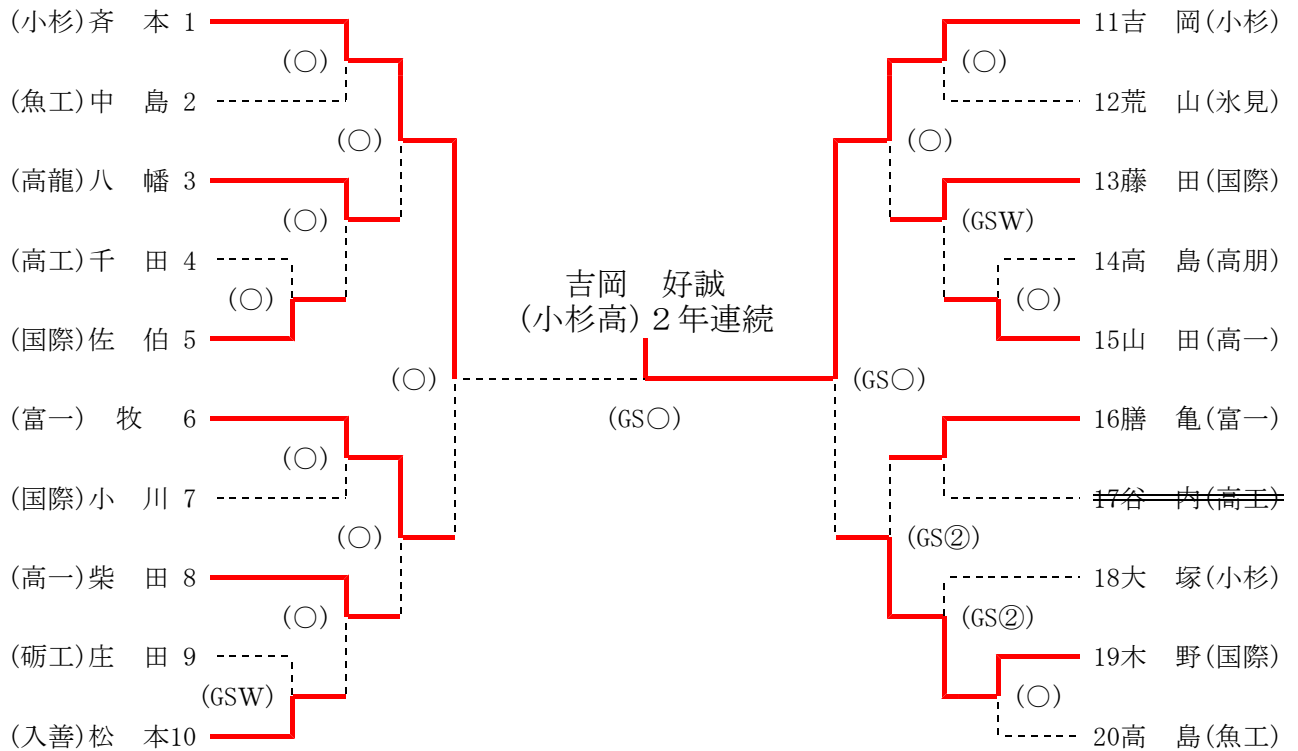 (小杉)斉　本 1
(○)
(魚工)中　島 2
(○)
(高龍)八　幡 3
(○)
(高工)千　田 4
(○)
(国際)佐　伯 5
(○)
(富一)　牧　 6
(○)
(国際)小　川 7
(○)
(高一)柴　田 8
(○)
(砺工)庄　田 9
(GSW)
(入善)松　本10
吉岡　好誠
(小杉高)２年連続
(GS○)
11吉　岡(小杉)
(○)
12荒　山(氷見)
(○)
13藤　田(国際)
(GSW)
14高　島(高朋)
(○)
15山　田(高一)
(GS○)
16膳　亀(富一)
17谷　内(高工)
(GS②)
18大　塚(小杉)
(GS②)
19木　野(国際)
(○)
20高　島(魚工)